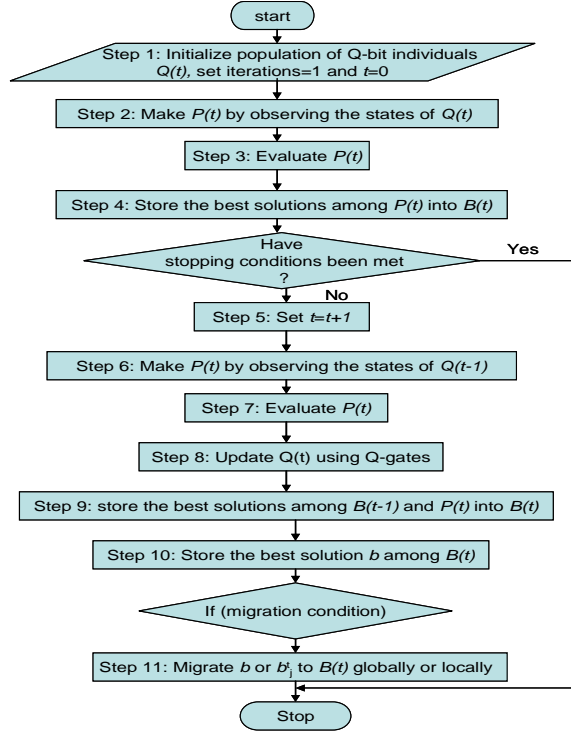 start
Step 1: Initialize population of Q-bit individuals
Q(t), set iterations=1 and t=0
Step 2: Make P(t) by observing the states of Q(t)
Step 3: Evaluate P(t)
Step 4: Store the best solutions among P(t) into B(t)
Have
stopping conditions been met
?
Yes
No
Step 5: Set t=t+1
Step 6: Make P(t) by observing the states of Q(t-1)
Step 7: Evaluate P(t)
Step 8: Update Q(t) using Q-gates
Step 9: store the best solutions among B(t-1) and P(t) into B(t)
Step 10: Store the best solution b among B(t)
If (migration condition)
Step 11: Migrate b or b^t_j to B(t) globally or locally
Stop